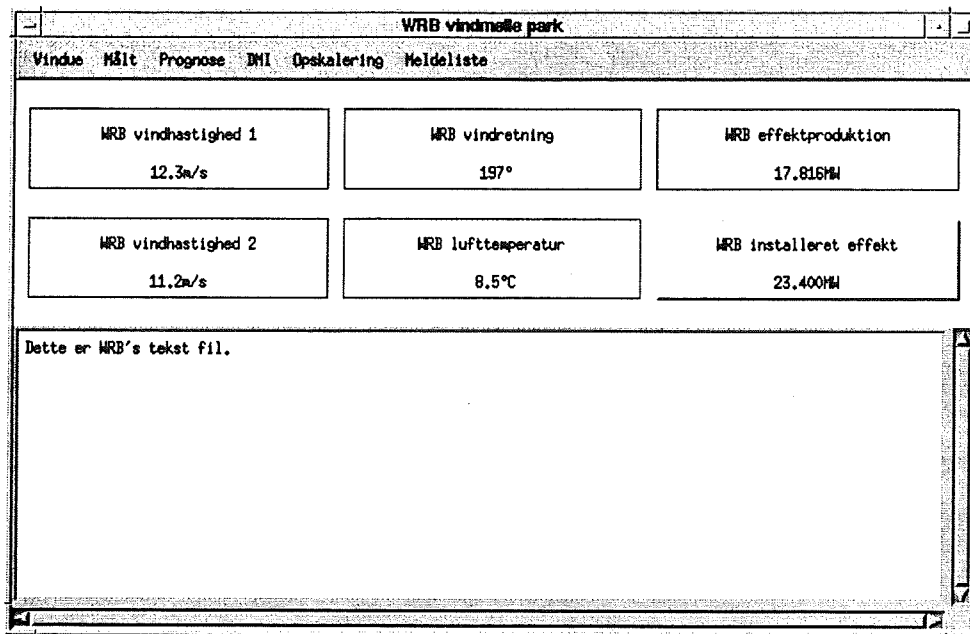 WRB vindmølle park
Vindue Målt Prognose DMI Opskalering Meldeliste
WRB vindhastighed 1
12.3m/s
WRB vindretning
197°
WRB effektproduktion
17.816MW
WRB vindhastighed 2
11.2m/s
WRB lufttemperatur
8.5°C
WRB installeret effekt
23.400MW
Dette er WRB's tekst fil.